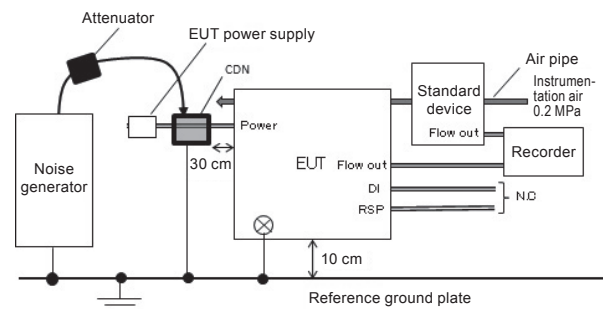 Attenuator
EUT power supply
CDN
Air pipe
Standard
device
Instrumen-
tation air
0.2 MPa
Power
Flow out
Noise
generator
30 cm
EUT
Flow out
Recorder
DI
N.C
RSP
10 cm
Reference ground plate